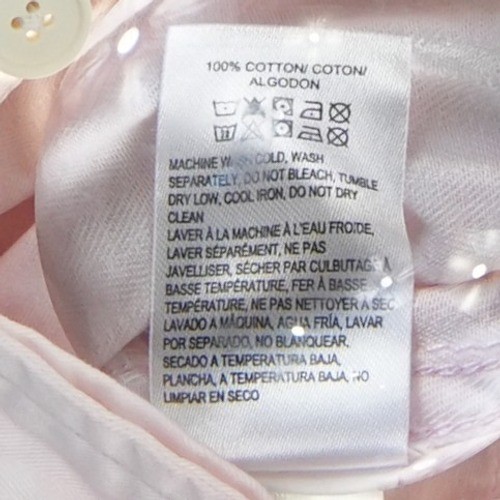 100% COTTON/ COTON/
ALGODON
MACHINE WASH COLD, WASH
SEPARATELY, DO NOT BLEACH, TUMBLE
DRY LOW, COOL IRON, DO NOT DRY
CLEAN
LAVER À LA MACHINE À L'EAU FROIDE,
LAVER SÉPARÉMENT, NE PAS
JAVELLISER, SÉCHER PAR CULBUTAGE À
BASSE TEMPÉRATURE, FER À BASSE
TEMPÉRATURE, NE PAS NETTOYER À SEC
LAVADO A MÁQUINA, AGUA FRÍA, LAVAR
POR SEPARADO, NO BLANQUEAR,
SECADO A TEMPERATURA BAJA,
PLANCHA, A TEMPERATURA BAJA, NO
LIMPIAR EN SECO